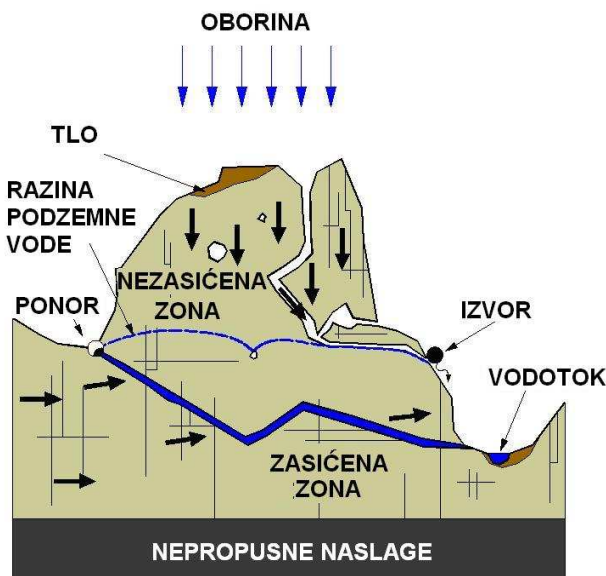 OBORINA
TLO
RAZINA
PODZEMNE
VODE
NEZASIĆENA
ZONA
PONOR
IZVOR
VODOTOK
ZASIĆENA
ZONA
NEPROPUSNE NASLAGE